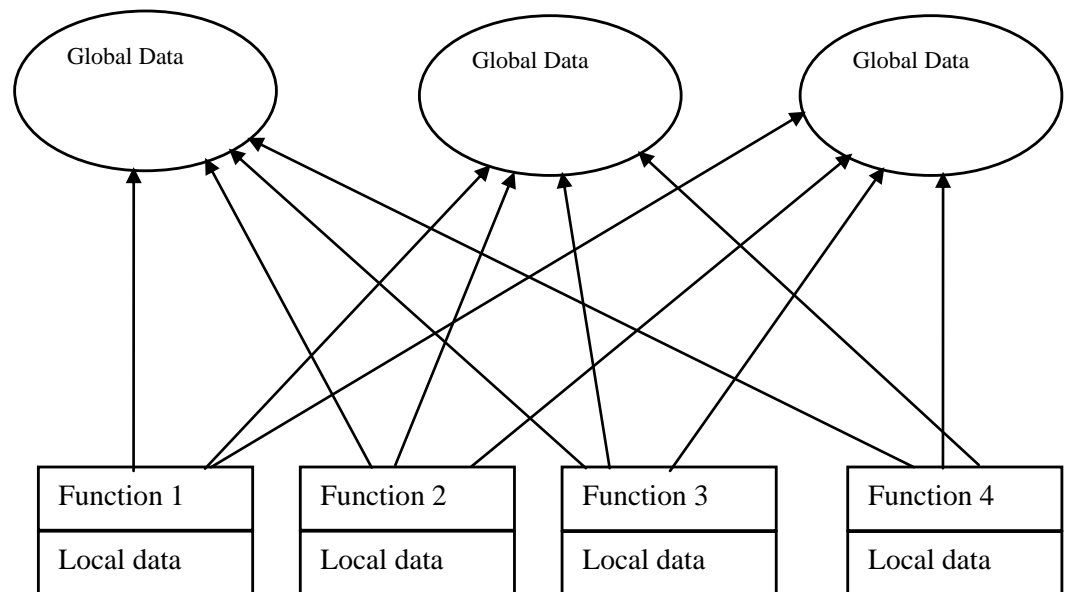 Global Data
Global Data
Global Data
Function 1
Function 2
Function 3
Function 4
Local data
Local data
Local data
Local data